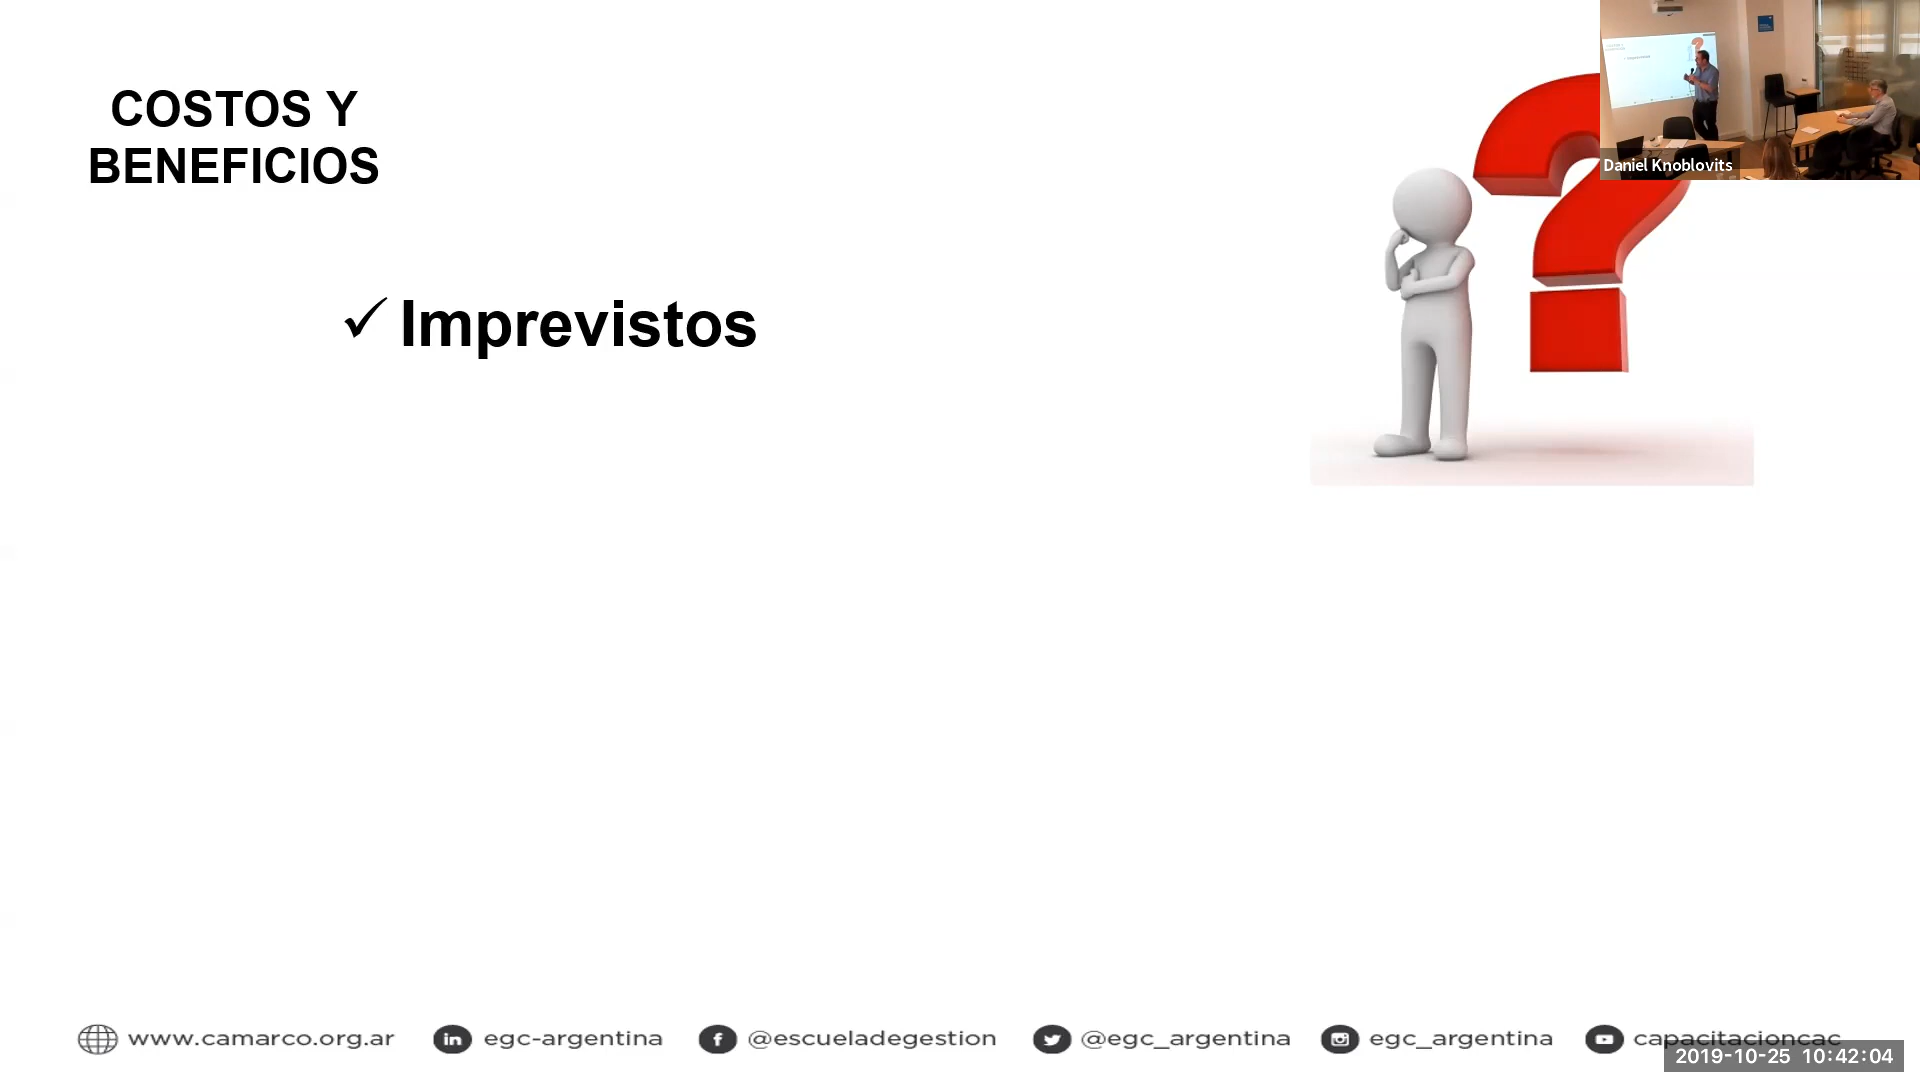 COSTOS Y
BENEFICIOS
✓ Imprevistos
Daniel Knoblovits
www.camarco.org.ar
egc-argentina
@escueladegestion
@egc_argentina
egc_argentina
capacitacioncac
2019-10-25 10:42:04